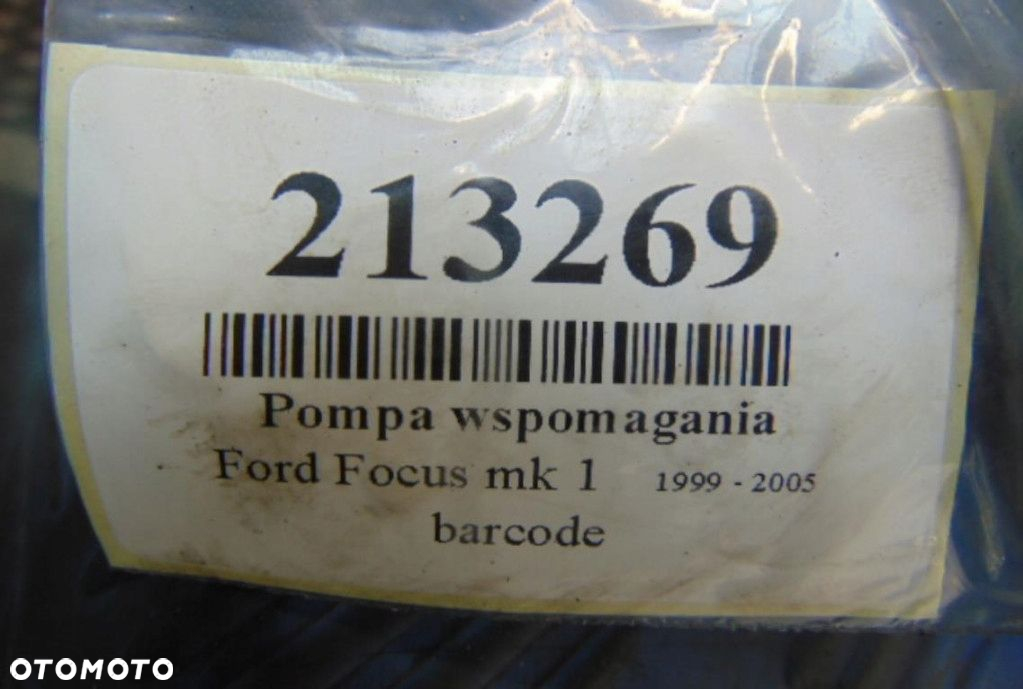 213269
Pompa wspomagania
Ford Focus mk 1 1999 - 2005
barcode
OTOMOTO